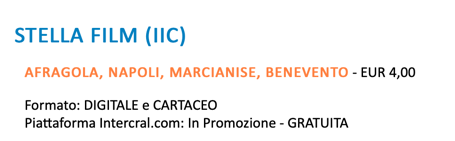 STELLA FILM (IIC)
AFRAGOLA, NAPOLI, MARCIANISE, BENEVENTO - EUR 4,00
Formato: DIGITALE e CARTACEO
Piattaforma Intercral.com: In Promozione - GRATUITA